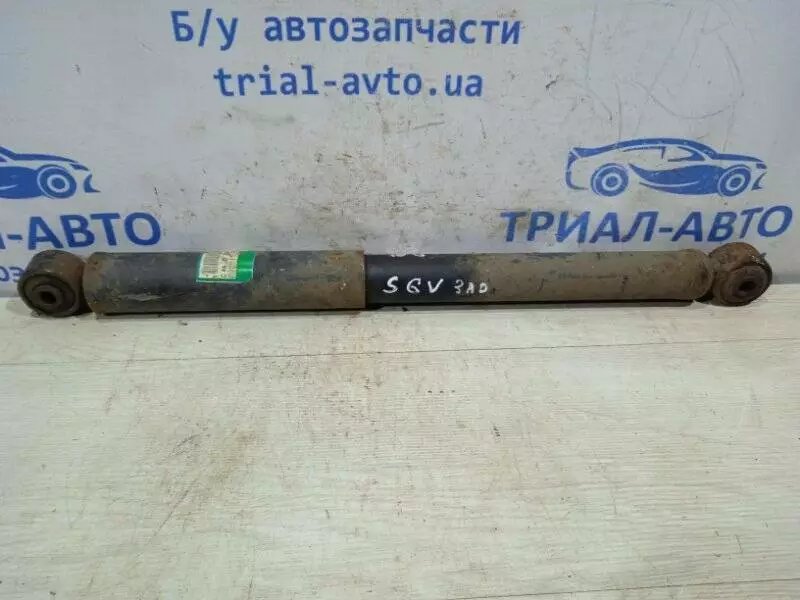 Б/у автозапчасти
trial-avto.ua
Л-АВТО
ТРИАЛ-АВТО
SGV ЗАД